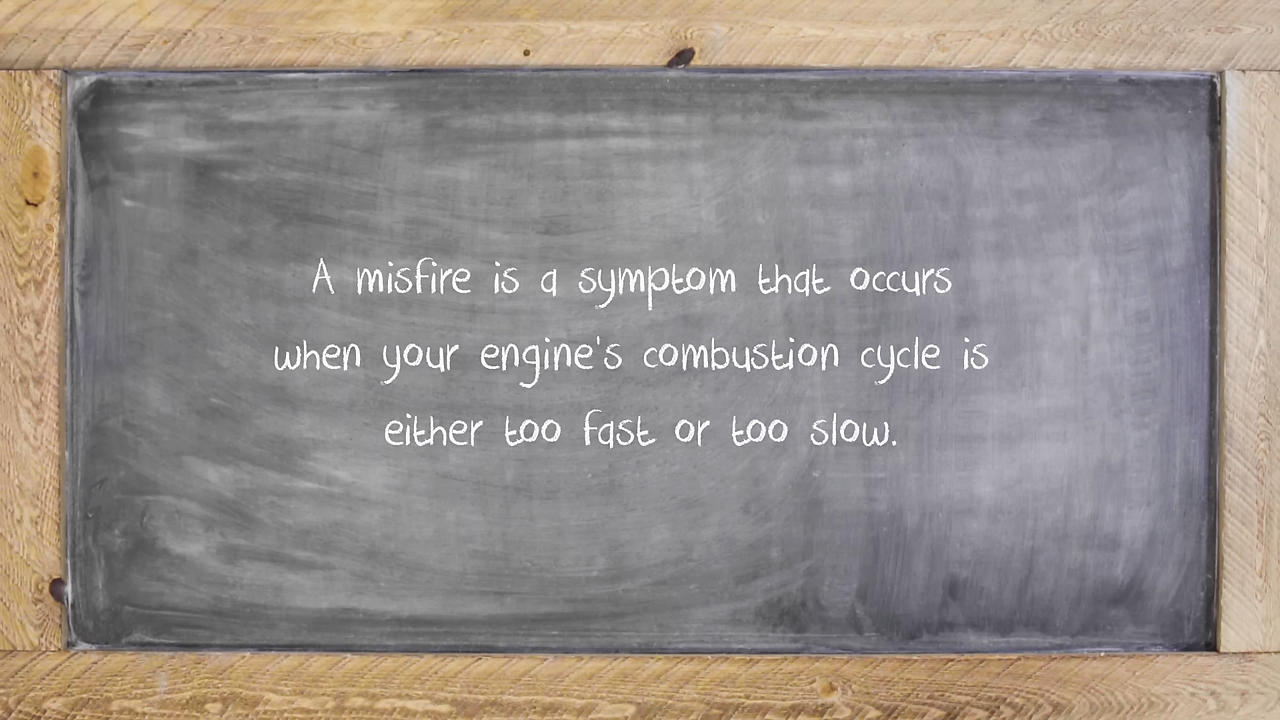 A misfire is a symptom that occurs
when your engine's combustion cycle is
either too fast or too slow.